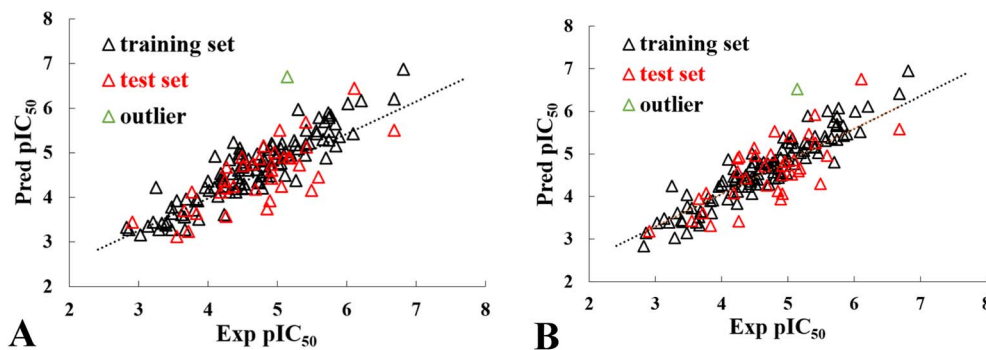 8
7
6
5
4
3
2
Pred pIC50
training set
test set
outlier
2 3 4 5 6 7 8
Exp pIC50
A
8
7
6
5
4
3
2
Pred pIC50
training set
test set
outlier
2 3 4 5 6 7 8
Exp pIC50
B